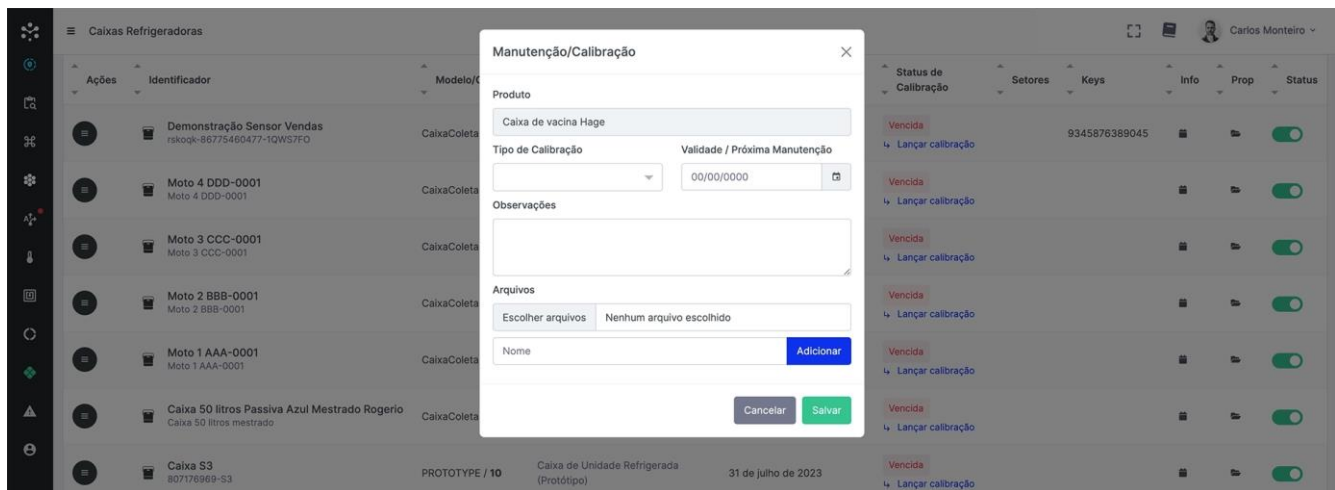 Caixas Refrigeradoras
Carlos Monteiro
Ações Identificador Modelo/C Status de Calibração Setores Keys Info Prop Status
Manutenção/Calibração
Produto
Caixa de vacina Hage
Tipo de Calibração Validade / Próxima Manutenção
00/00/0000
Observações
Arquivos
Escolher arquivos Nenhum arquivo escolhido
Nome Adicionar
Cancelar Salvar
Demonstração Sensor Vendas
rskoqk-86775460477-1QWS7FO
CaixaColeta
Vencida
Lançar calibração
9345876389045
Moto 4 DDD-0001
Moto 4 DDD-0001
CaixaColeta
Vencida
Lançar calibração
Moto 3 CCC-0001
Moto 3 CCC-0001
CaixaColeta
Vencida
Lançar calibração
Moto 2 BBB-0001
Moto 2 BBB-0001
CaixaColeta
Vencida
Lançar calibração
Moto 1 AAA-0001
Moto 1 AAA-0001
CaixaColeta
Vencida
Lançar calibração
Caixa 50 litros Passiva Azul Mestrado Rogerio
Caixa 50 litros mestrado
CaixaColeta
Vencida
Lançar calibração
Caixa S3
807176969-S3
PROTOTYPE / 10
Caixa de Unidade Refrigerada
(Protótipo)
31 de julho de 2023
Vencida
Lançar calibração